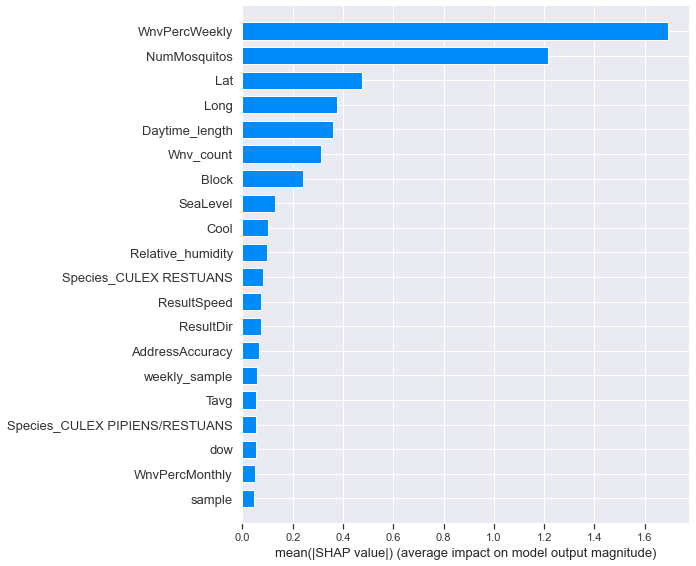 WnvPercWeekly
NumMosquitos
Lat
Long
Daytime_length
Wnv_count
Block
SeaLevel
Cool
Relative_humidity
Species_CULEX RESTUANS
ResultSpeed
ResultDir
AddressAccuracy
weekly_sample
Tavg
Species_CULEX PIPIENS/RESTUANS
dow
WnvPercMonthly
sample
0.0 0.2 0.4 0.6 0.8 1.0 1.2 1.4 1.6
mean(|SHAP value|) (average impact on model output magnitude)